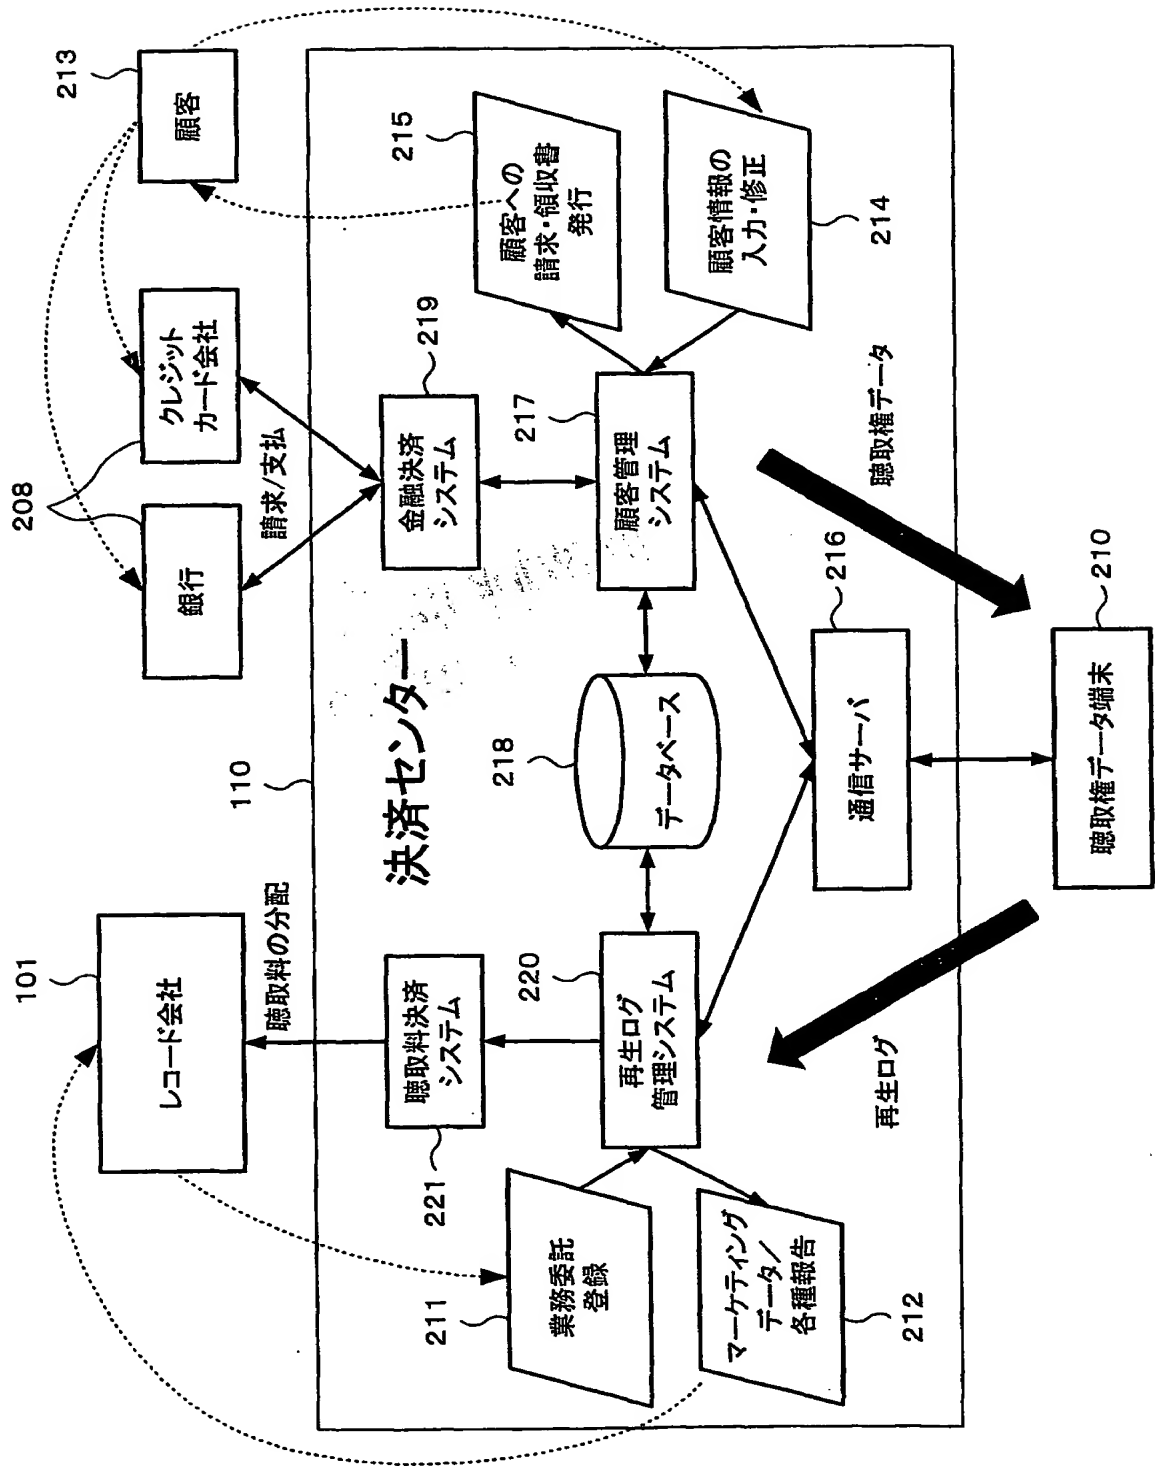 101
レコード会社
聴取料の分配
208
銀行
クレジット
カード会社
請求/支払
213
顧客
110
決済センター
221
聴取料決済
システム
219
金融決済
システム
211
業務委託
登録
220
再生ログ
管理システム
218
データベース
217
顧客管理
システム
215
顧客への
請求・領収書
発行
212
マーケティング
データ/
各種報告
214
顧客情報の
入力・修正
再生ログ
216
通信サーバ
聴取権データ
210
聴取権データ端末